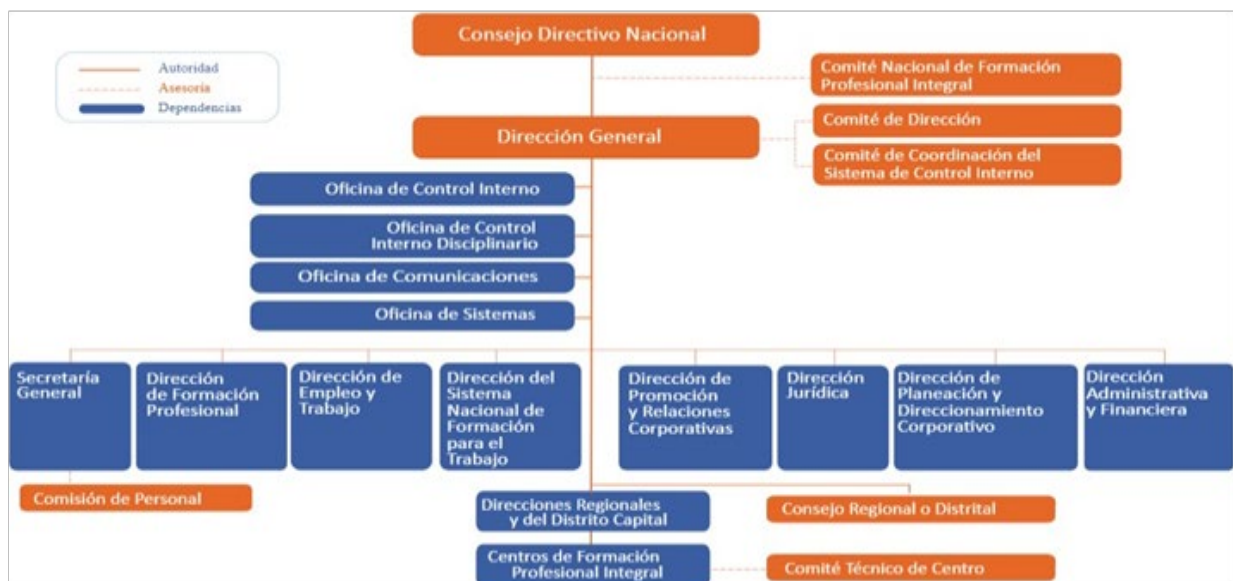 Consejo Directivo Nacional
Autoridad
Asesoría
Dependencias
Comité Nacional de Formación
Profesional Integral
Dirección General
Comité de Dirección
Comité de Coordinación del
Sistema de Control Interno
Oficina de Control Interno
Oficina de Control
Interno Disciplinario
Oficina de Comunicaciones
Oficina de Sistemas
Secretaría
General
Dirección
de Formación
Profesional
Dirección de
Empleo y
Trabajo
Dirección del
Sistema
Nacional de
Formación
para el
Trabajo
Dirección de
Promoción
y Relaciones
Corporativas
Dirección
Jurídica
Dirección de
Planeación y
Direccionamiento
Corporativo
Dirección
Administrativa
y Financiera
Comisión de Personal
Direcciones Regionales
y del Distrito Capital
Consejo Regional o Distrital
Centros de Formación
Profesional Integral
Comité Técnico de Centro